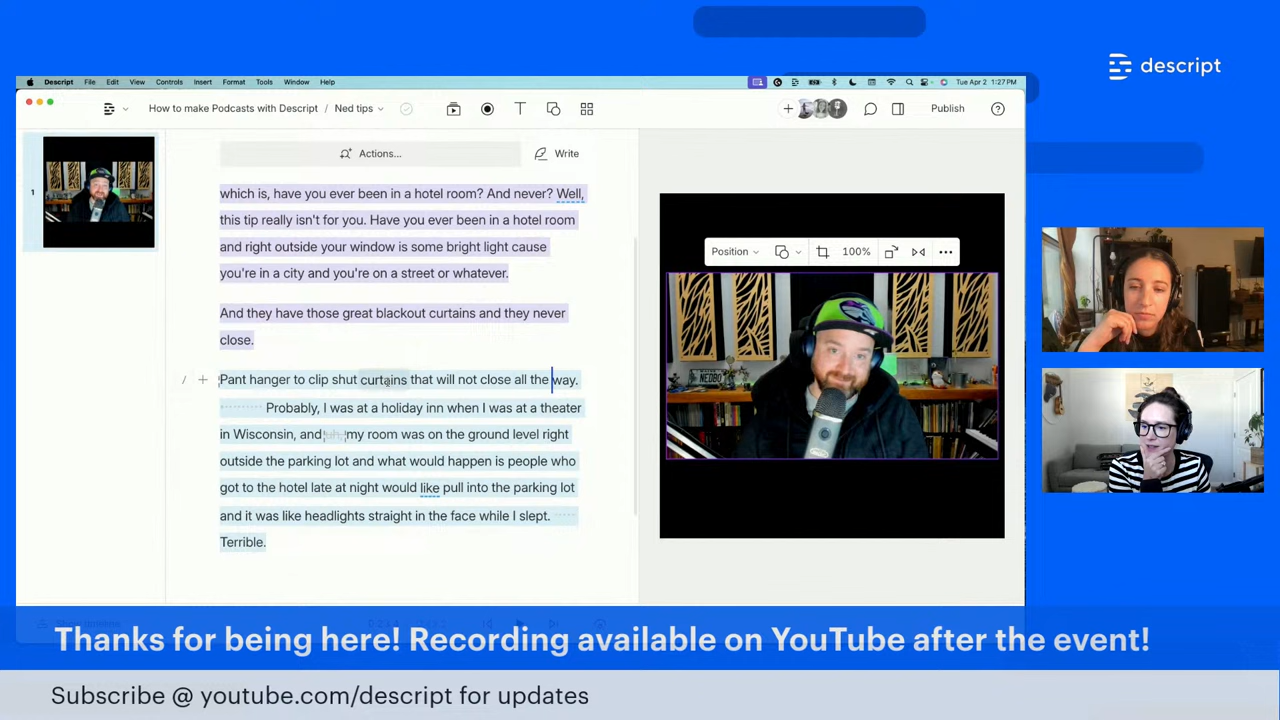 descript
Descript File Edit View Controls Insert Format Tools Window Help
Tue Apr 2 1:27 PM
How to make Podcasts with Descript / Ned tips
Publish
Actions...
Write
1
which is, have you ever been in a hotel room? And never? Well,
this tip really isn't for you. Have you ever been in a hotel room
and right outside your window is some bright light cause
you're in a city and you're on a street or whatever.
And they have those great blackout curtains and they never
close.
Pant hanger to clip shut curtains that will not close all the way.
Probably, I was at a holiday inn when I was at a theater
in Wisconsin, and my room was on the ground level right
outside the parking lot and what would happen is people who
got to the hotel late at night would like pull into the parking lot
and it was like headlights straight in the face while I slept.
Terrible.
Position
100%
NEDBO
Thanks for being here! Recording available on YouTube after the event!
Subscribe @ youtube.com/descript for updates